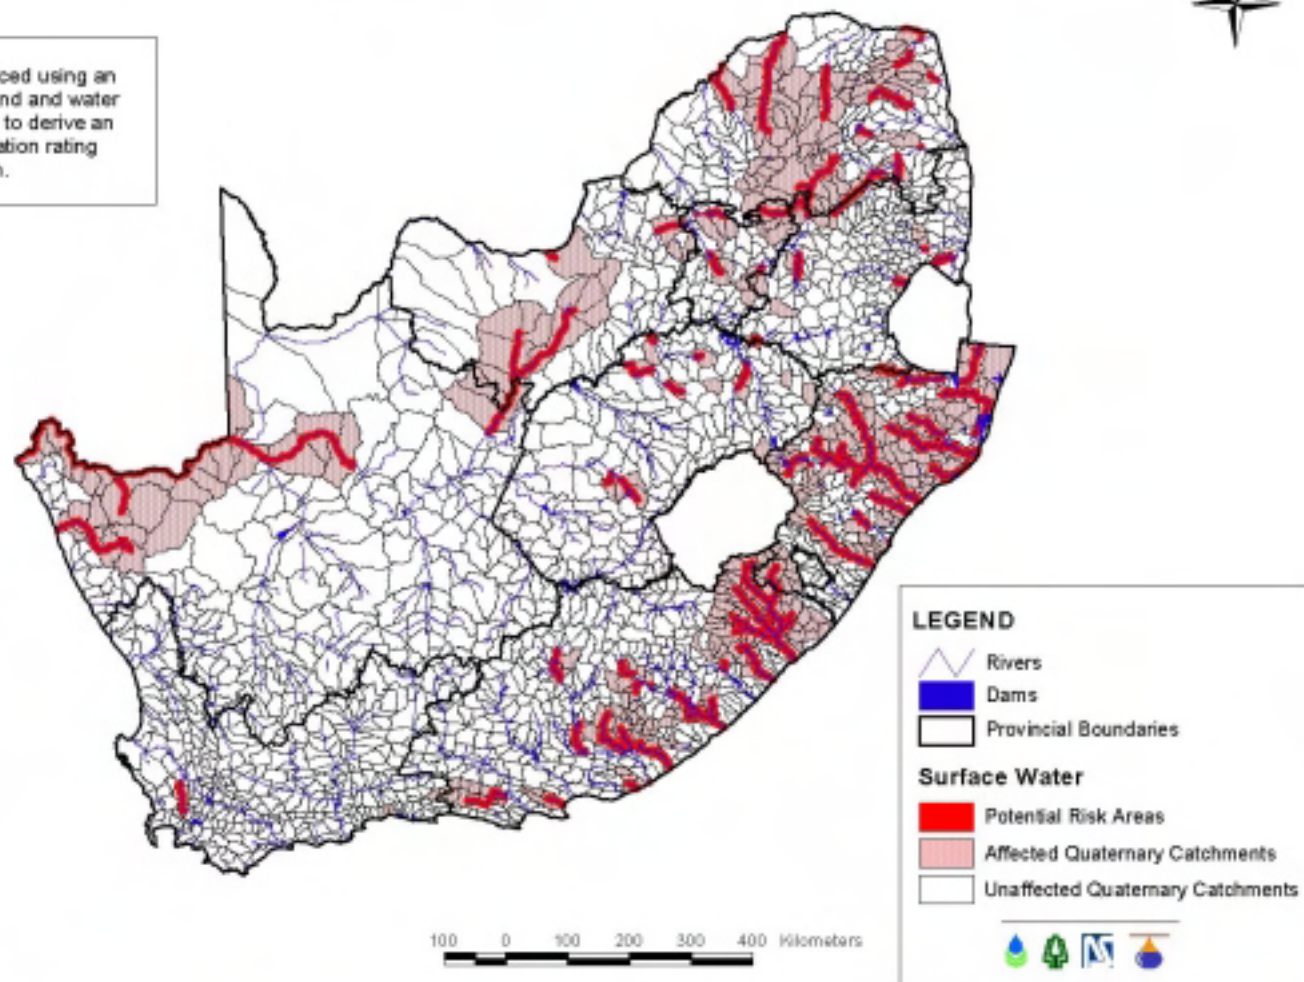 ced using an
nd and water
to derive an
ation rating
n.
LEGEND
Rivers
Dams
Provincial Boundaries
Surface Water
Potential Risk Areas
Affected Quaternary Catchments
Unaffected Quaternary Catchments
100 0 100 200 300 400 Kilometers